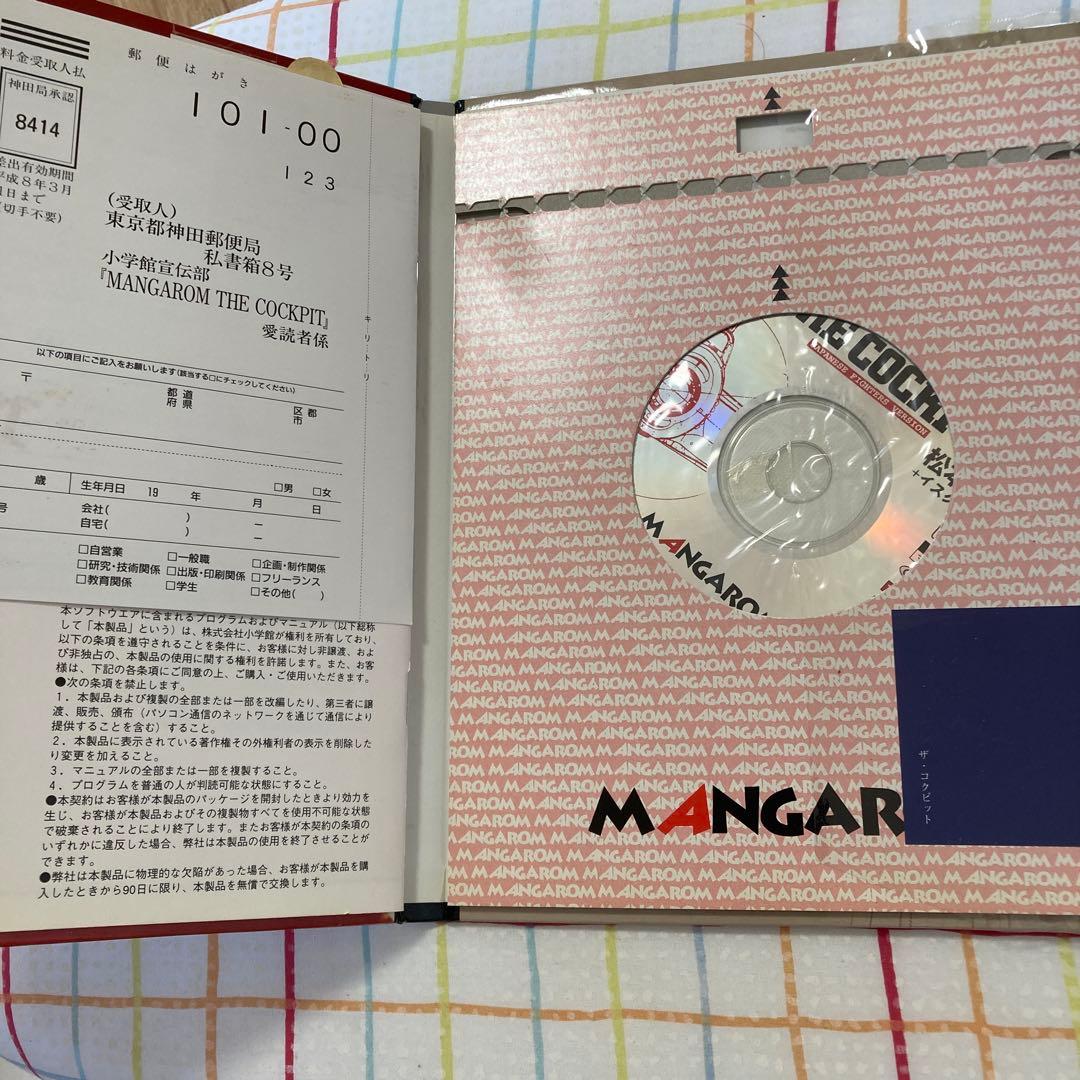 郵便はがき
料金受取人払
神田局承認
8414
差出有効期間
平成8年3月
1日まで
(切手不要)
101-00
123
(受取人)
東京都神田郵便局
私書箱8号
小学館宣伝部
『MANGAROM THE COCKPIT』
愛読者係
キリトリ
以下の項目にご記入をお願いします(該当する□にチェックしてください)
〒
都道
府県
区郡
市
歳 生年月日 19 年 月 日
□男 □女
号 会社( ) ー
自宅( ) ー
□自営業 □一般職 □企画・制作関係
□研究・技術関係 □出版・印刷関係 □フリーランス
□教育関係 □学生 □その他( )
本ソフトウエアに含まれるプログラムおよびマニュアル(以下総称
して「本製品」という)は、株式会社小学館が権利を所有しており、
以下の条項を遵守されることを条件に、お客様に対し非譲渡、およ
び非独占の、本製品の使用に関する権利を許諾します。また、お客
様は、下記の各条項にご同意の上、ご購入・ご使用いただきます。
●次の条項を禁止します。
1．本製品および複製の全部または一部を改編したり、第三者に譲
渡、販売、頒布(パソコン通信のネットワークを通じて通信により
提供することを含む)すること。
2．本製品に表示されている著作権その外権利者の表示を削除した
り変更を加えること。
3．マニュアルの全部または一部を複製すること。
4．プログラムを普通の人が判読可能な状態にすること。
●本契約はお客様が本製品のパッケージを開封したときより効力を
生じ、お客様が本製品およびその複製物すべてを使用不可能な状態
で破棄されることにより終了します。またお客様が本契約の条項の
いずれかに違反した場合、弊社は本製品の使用を終了させることが
できます。
●弊社は本製品に物理的な欠陥があった場合、お客様が本製品を購
入したときから90日に限り、本製品を無償で交換します。
THE COCK
JAPANESE FIGHTERS VERSION
松
+イス
MANGARO
MANGAR
ザ・コクピット